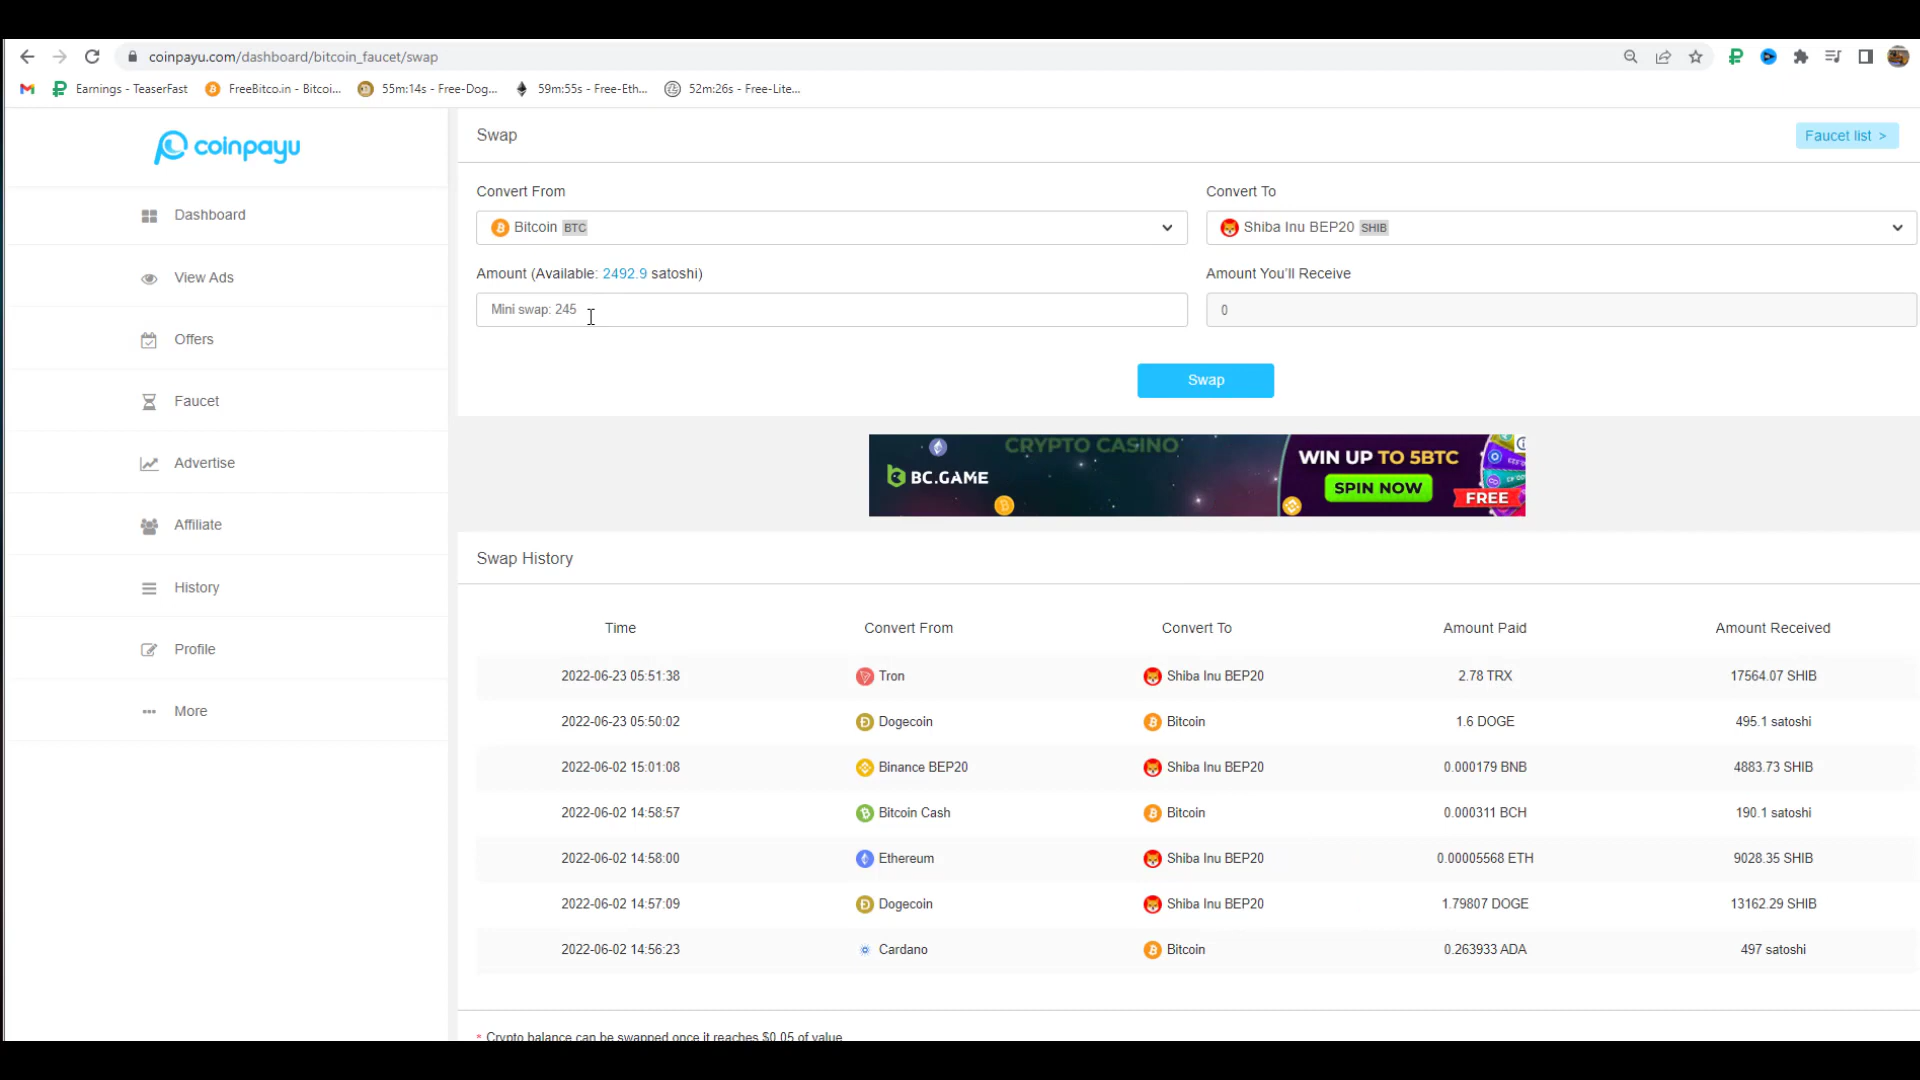 coinpayu.com/dashboard/bitcoin_faucet/swap
Earnings - TeaserFast
FreeBitco.in - Bitcoi...
55m:14s - Free-Dog...
59m:55s - Free-Eth...
52m:26s - Free-Lite...
coinpayu
Dashboard
View Ads
Offers
Faucet
Advertise
Affiliate
History
Profile
More
Swap
Faucet list >
Convert From
Convert To
Bitcoin BTC
Shiba Inu BEP20 SHIB
Amount (Available: 2492.9 satoshi)
Amount You'll Receive
Mini swap: 245
0
Swap
CRYPTO CASINO
BC.GAME
WIN UP TO 5BTC
SPIN NOW
FREE
Swap History
Time Convert From Convert To Amount Paid Amount Received
2022-06-23 05:51:38 Tron Shiba Inu BEP20 2.78 TRX 17564.07 SHIB
2022-06-23 05:50:02 Dogecoin Bitcoin 1.6 DOGE 495.1 satoshi
2022-06-02 15:01:08 Binance BEP20 Shiba Inu BEP20 0.000179 BNB 4883.73 SHIB
2022-06-02 14:58:57 Bitcoin Cash Bitcoin 0.000311 BCH 190.1 satoshi
2022-06-02 14:58:00 Ethereum Shiba Inu BEP20 0.00005568 ETH 9028.35 SHIB
2022-06-02 14:57:09 Dogecoin Shiba Inu BEP20 1.79807 DOGE 13162.29 SHIB
2022-06-02 14:56:23 Cardano Bitcoin 0.263933 ADA 497 satoshi
* Crypto balance can be swapped once it reaches $0.05 of value